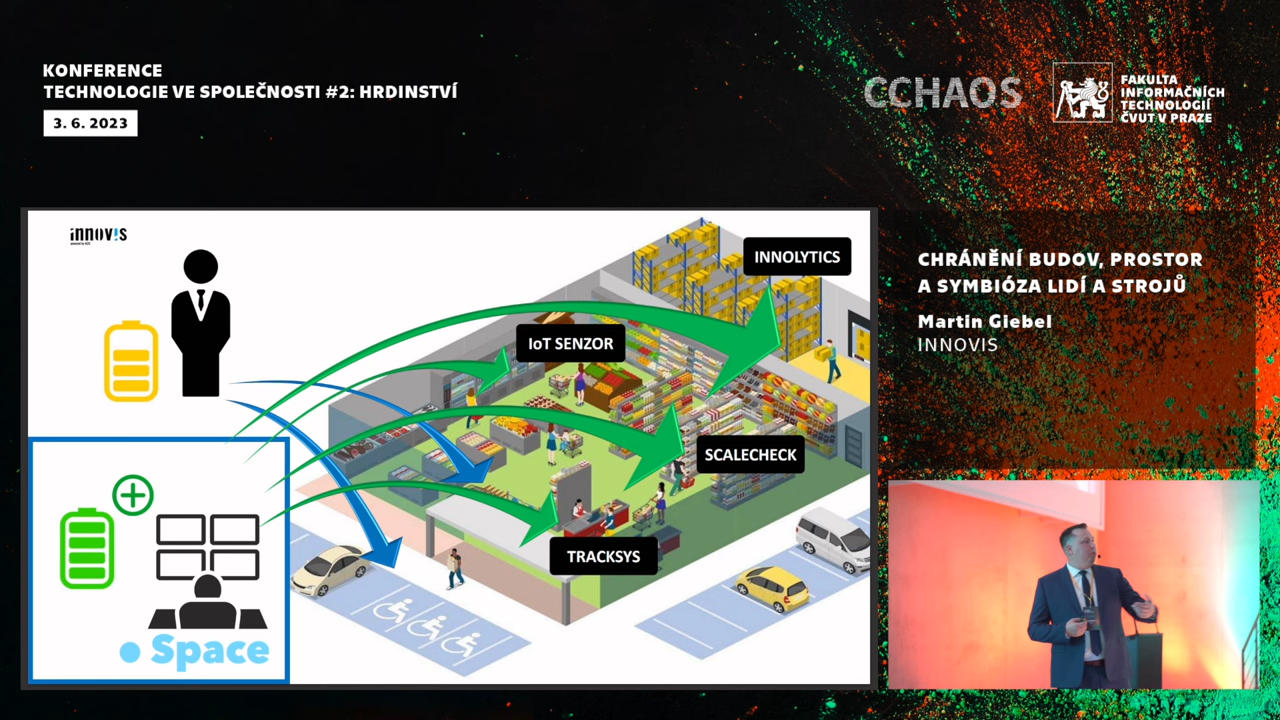 KONFERENCE
TECHNOLOGIE VE SPOLEČNOSTI #2: HRDINSTVÍ
3. 6. 2023
CCHAOS
FAKULTA
INFORMAČNÍCH
TECHNOLOGIÍ
ČVUT V PRAZE
innov!s
INNOLYTICS
IoT SENZOR
SCALECHECK
TRACKSYS
Space
CHRÁNĚNÍ BUDOV, PROSTOR
A SYMBIÓZA LIDÍ A STROJŮ
Martin Giebel
INNOVIS